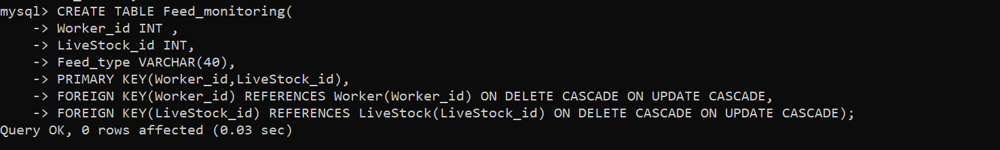 mysql> CREATE TABLE Feed_monitoring(
    -> Worker_id INT ,
    -> LiveStock_id INT,
    -> Feed_type VARCHAR(40),
    -> PRIMARY KEY(Worker_id,LiveStock_id),
    -> FOREIGN KEY(Worker_id) REFERENCES Worker(Worker_id) ON DELETE CASCADE ON UPDATE CASCADE,
    -> FOREIGN KEY(LiveStock_id) REFERENCES LiveStock(LiveStock_id) ON DELETE CASCADE ON UPDATE CASCADE);
Query OK, 0 rows affected (0.03 sec)